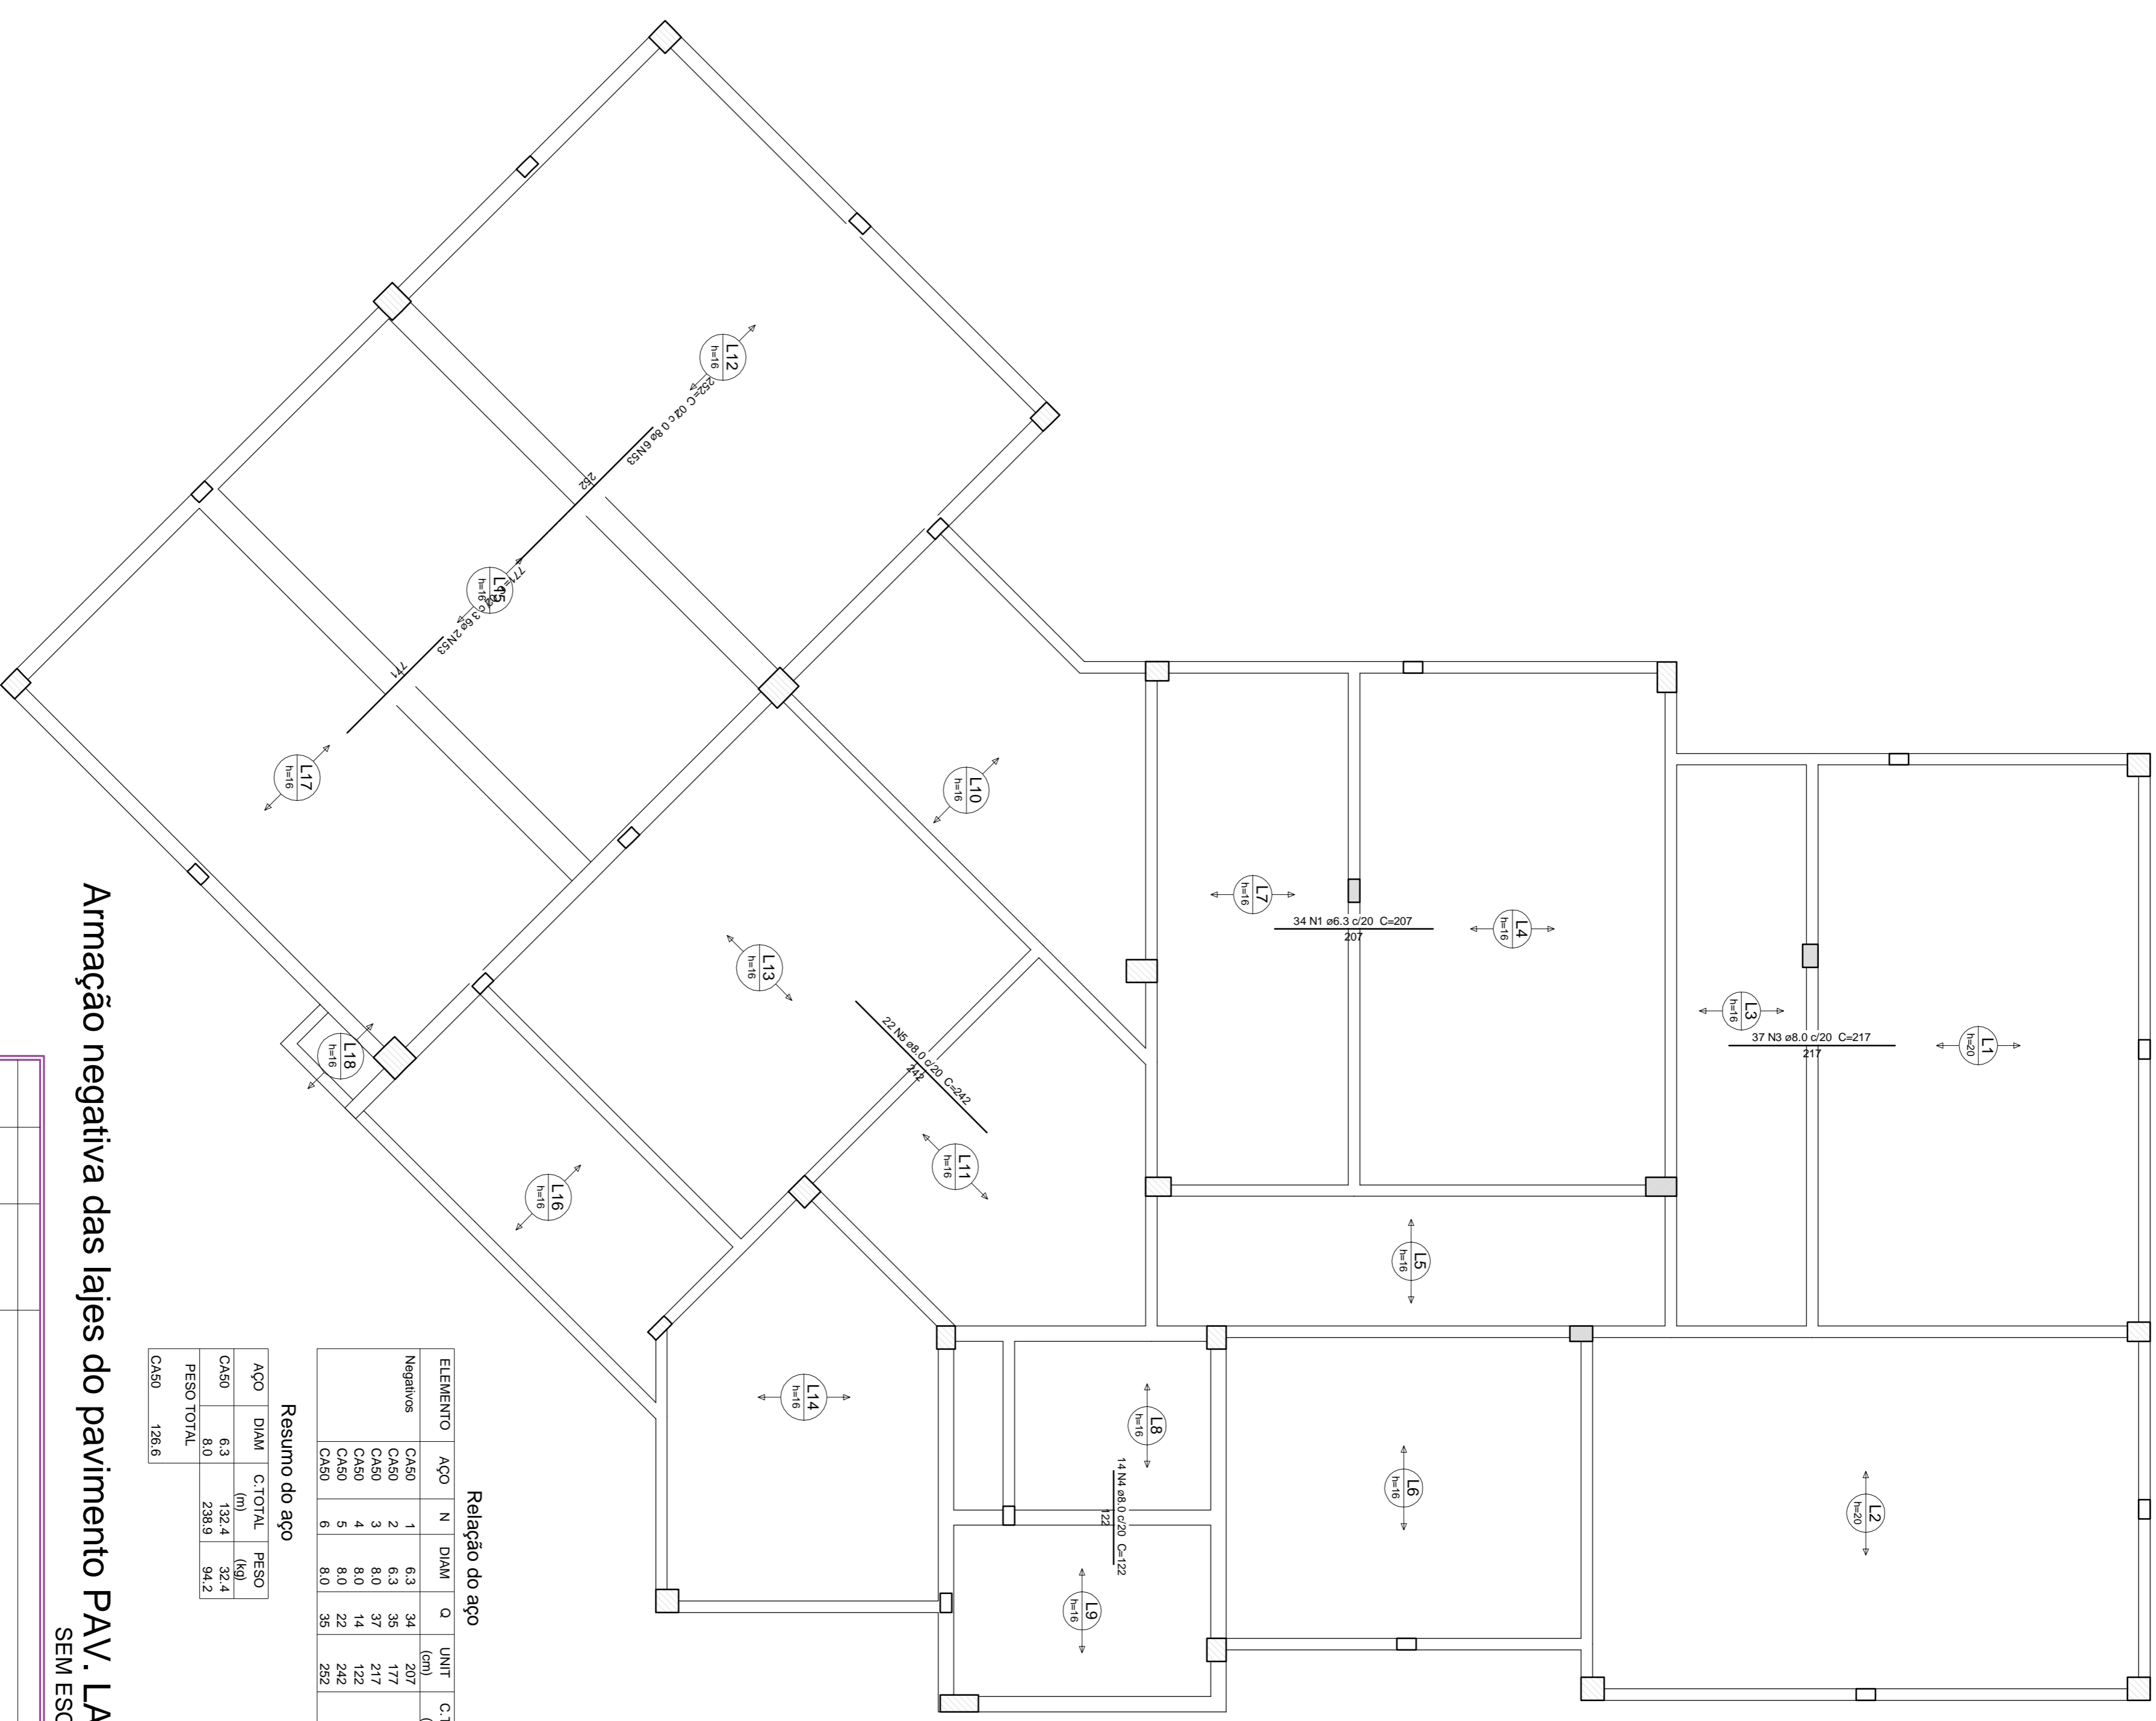 L1
h=20
37 N3 ø8.0 c/20 C=217
217
L3
h=16
L2
h=20
L4
h=16
34 N1 ø6.3 c/20 C=207
207
L7
h=16
L5
h=16
L6
h=16
L8
h=16
14 N4 ø8.0 c/20 C=122
122
L9
h=16
L10
h=16
L11
h=16
22 N5 ø8.0 c/20 C=242
242
L13
h=16
L14
h=16
L12
h=16
252
L15
h=16
L17
h=16
L18
h=16
L16
h=16
Relação do aço
ELEMENTO AÇO N DIAM Q UNIT
(cm)
Negativos CA50 1 6.3 34 207
CA50 2 6.3 35 177
CA50 3 8.0 37 217
CA50 4 8.0 14 122
CA50 5 8.0 22 242
CA50 6 8.0 35 252
Resumo do aço
AÇO DIAM C.TOTAL PESO
(m) (kg)
CA50 6.3 132.4 32.4
8.0 238.9 94.2
PESO TOTAL
CA50 126.6
Armação negativa das lajes do pavimento PAV. LA
SEM ESC